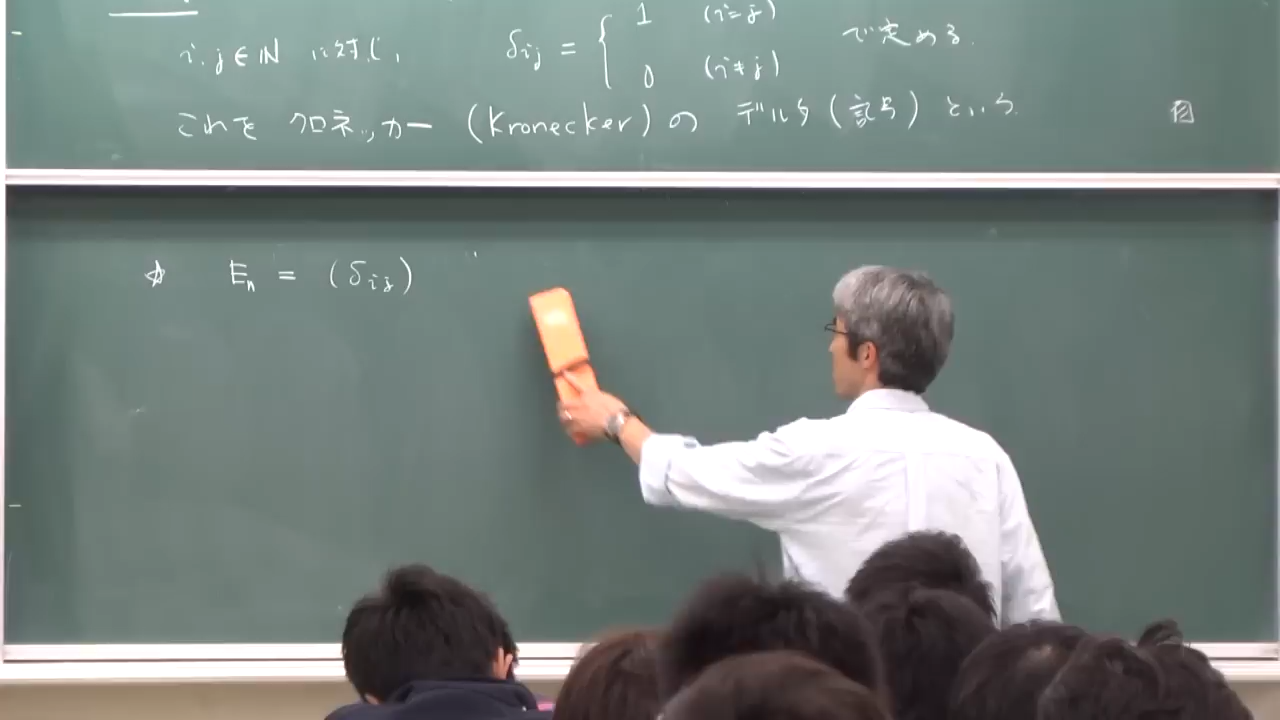 1 (i=j)
i, j ∈ ℕ に対し, δij = { で定める.
0 (i≠j)
これを クロネッカー (Kronecker) の デルタ (記号) という.
☆ En = (δij)